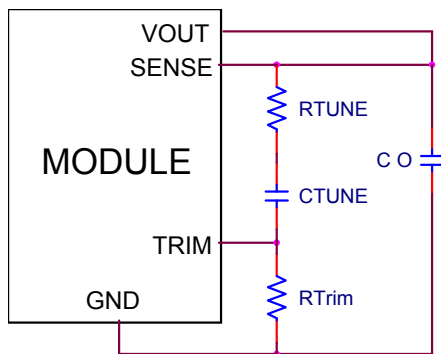 VOUT
SENSE
RTUNE
MODULE
C O
CTUNE
TRIM
RTrim
GND